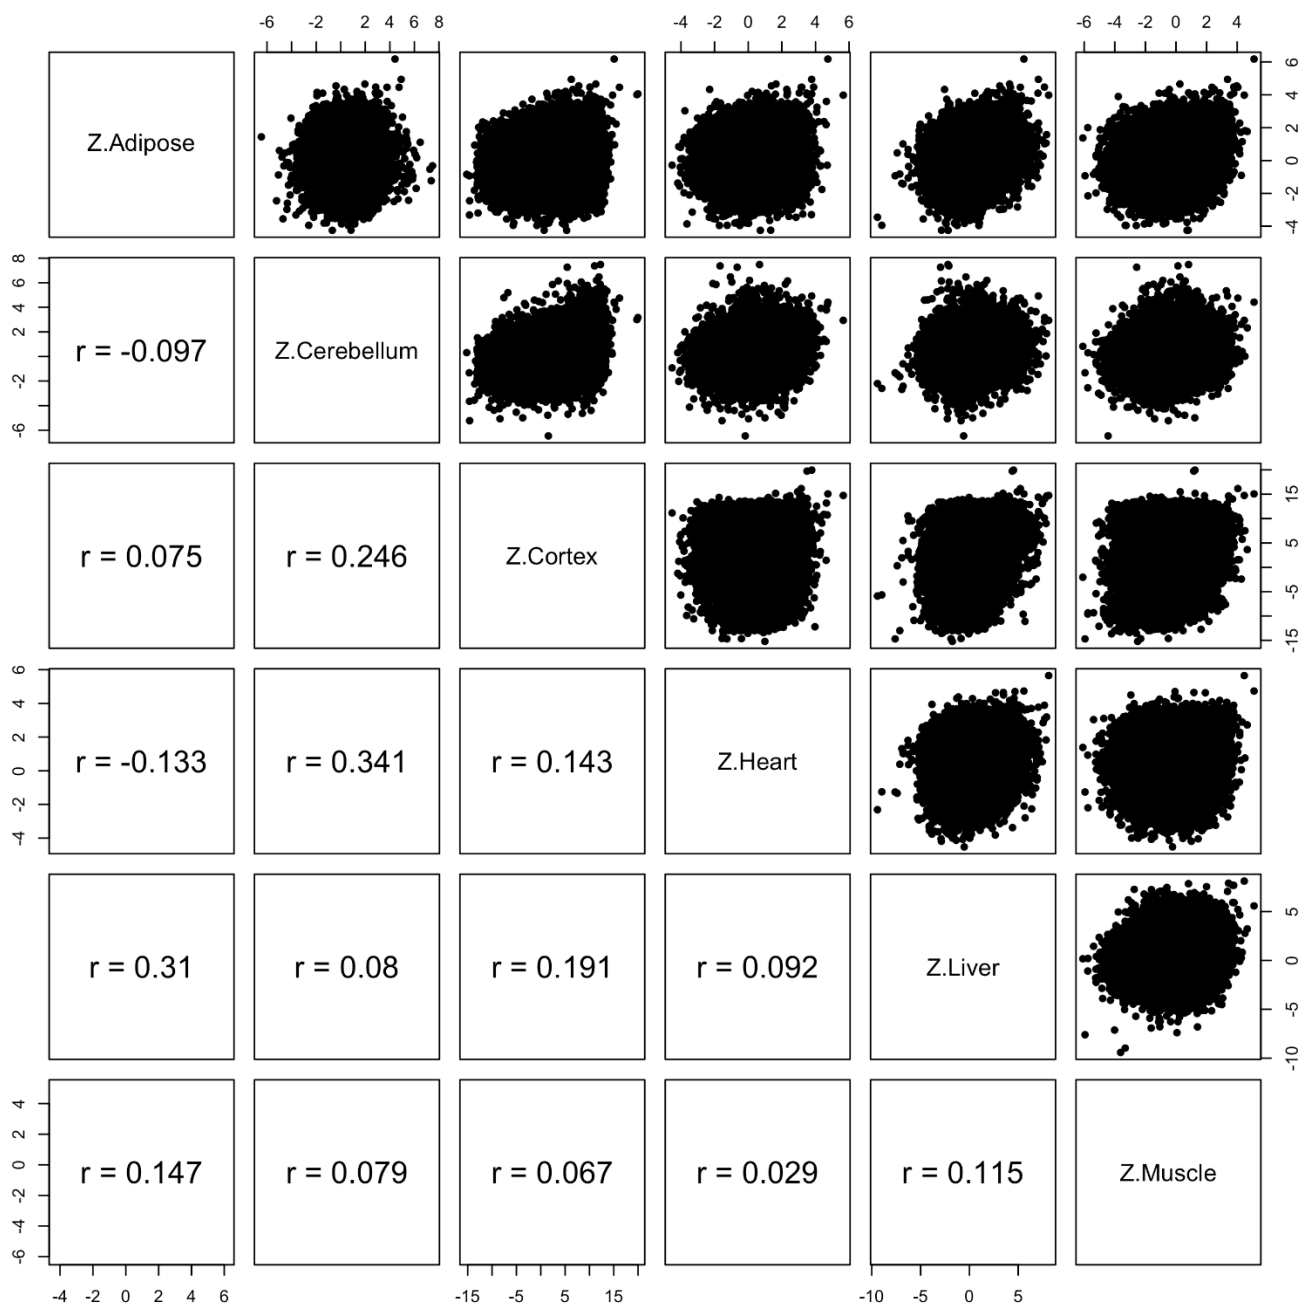 -6 -2 2 4 6 8
-4 -2 0 2 4 6
-6 -4 -2 0 2 4
Z.Adipose
-4 -2 0 2 4 6
-6 -2 2 4 6 8
r = -0.097
Z.Cerebellum
r = 0.075
r = 0.246
Z.Cortex
-15 -5 5 15
-4 -2 0 2 4 6
r = -0.133
r = 0.341
r = 0.143
Z.Heart
r = 0.31
r = 0.08
r = 0.191
r = 0.092
Z.Liver
-10 -5 0 5
-6 -4 -2 0 2 4
r = 0.147
r = 0.079
r = 0.067
r = 0.029
r = 0.115
Z.Muscle
-4 -2 0 2 4 6
-15 -5 5 15
-10 -5 0 5